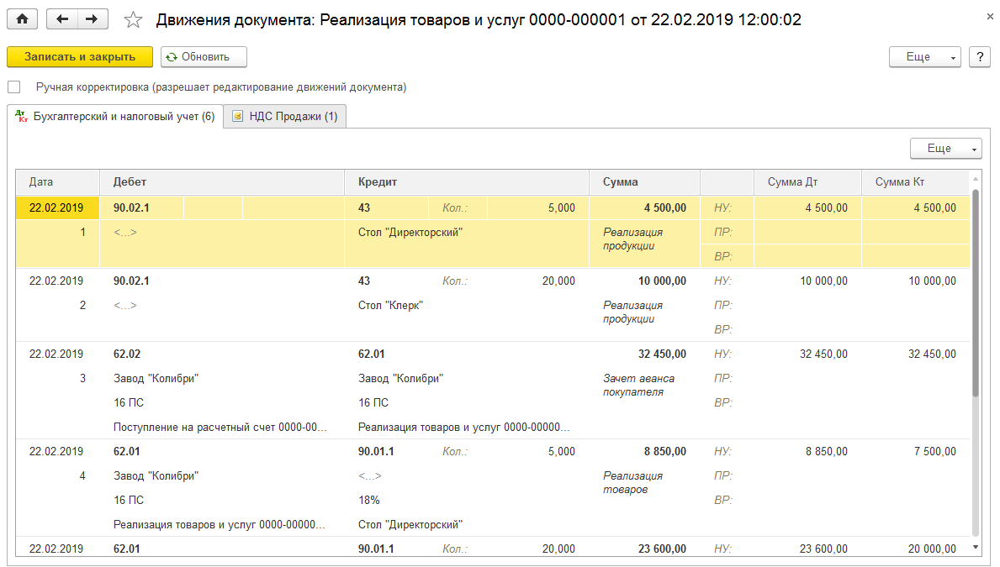 Движения документа: Реализация товаров и услуг 0000-000001 от 22.02.2019 12:00:02
Записать и закрыть Обновить Еще ?
Ручная корректировка (разрешает редактирование движений документа)
Дт Кт Бухгалтерский и налоговый учет (6) НДС Продажи (1)
Еще
Дата Дебет Кредит Сумма Сумма Дт Сумма Кт
22.02.2019 90.02.1 43 Кол.: 5,000 4 500,00 НУ: 4 500,00 4 500,00
1 <...> Стол "Директорский" Реализация ПР:
продукции
ВР:
22.02.2019 90.02.1 43 Кол.: 20,000 10 000,00 НУ: 10 000,00 10 000,00
2 <...> Стол "Клерк" Реализация ПР:
продукции
ВР:
22.02.2019 62.02 62.01 32 450,00 НУ: 32 450,00 32 450,00
3 Завод "Колибри" Завод "Колибри" Зачет аванса ПР:
покупателя
16 ПС 16 ПС ВР:
Поступление на расчетный счет 0000-00... Реализация товаров и услуг 0000-00000...
22.02.2019 62.01 90.01.1 Кол.: 5,000 8 850,00 НУ: 8 850,00 7 500,00
4 Завод "Колибри" <...> Реализация ПР:
товаров
16 ПС 18% ВР:
Реализация товаров и услуг 0000-00000... Стол "Директорский"
22.02.2019 62.01 90.01.1 Кол.: 20,000 23 600,00 НУ: 23 600,00 20 000,00